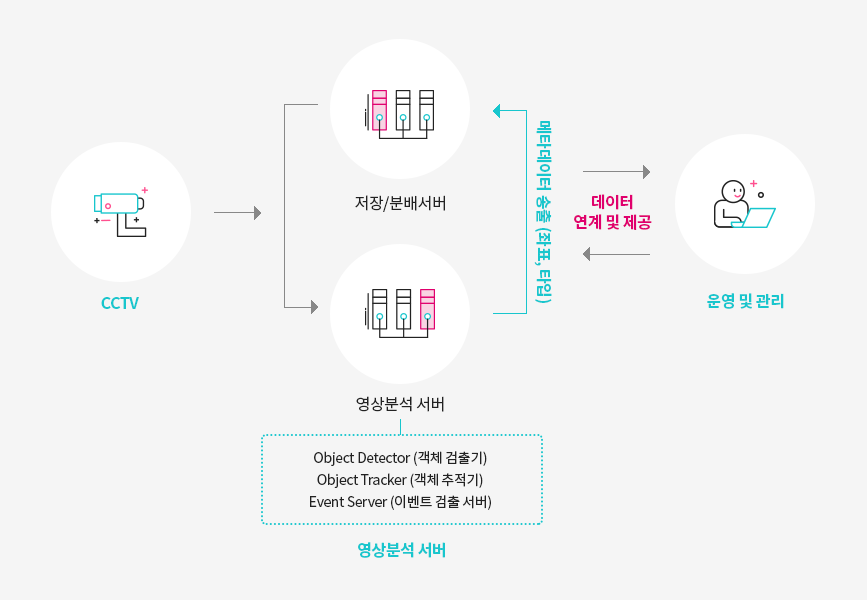 저장/분배서버
메타데이터 송출 (좌표, 타입)
데이터
연계 및 제공
CCTV
운영 및 관리
영상분석 서버
Object Detector (객체 검출기)
Object Tracker (객체 추적기)
Event Server (이벤트 검출 서버)
영상분석 서버